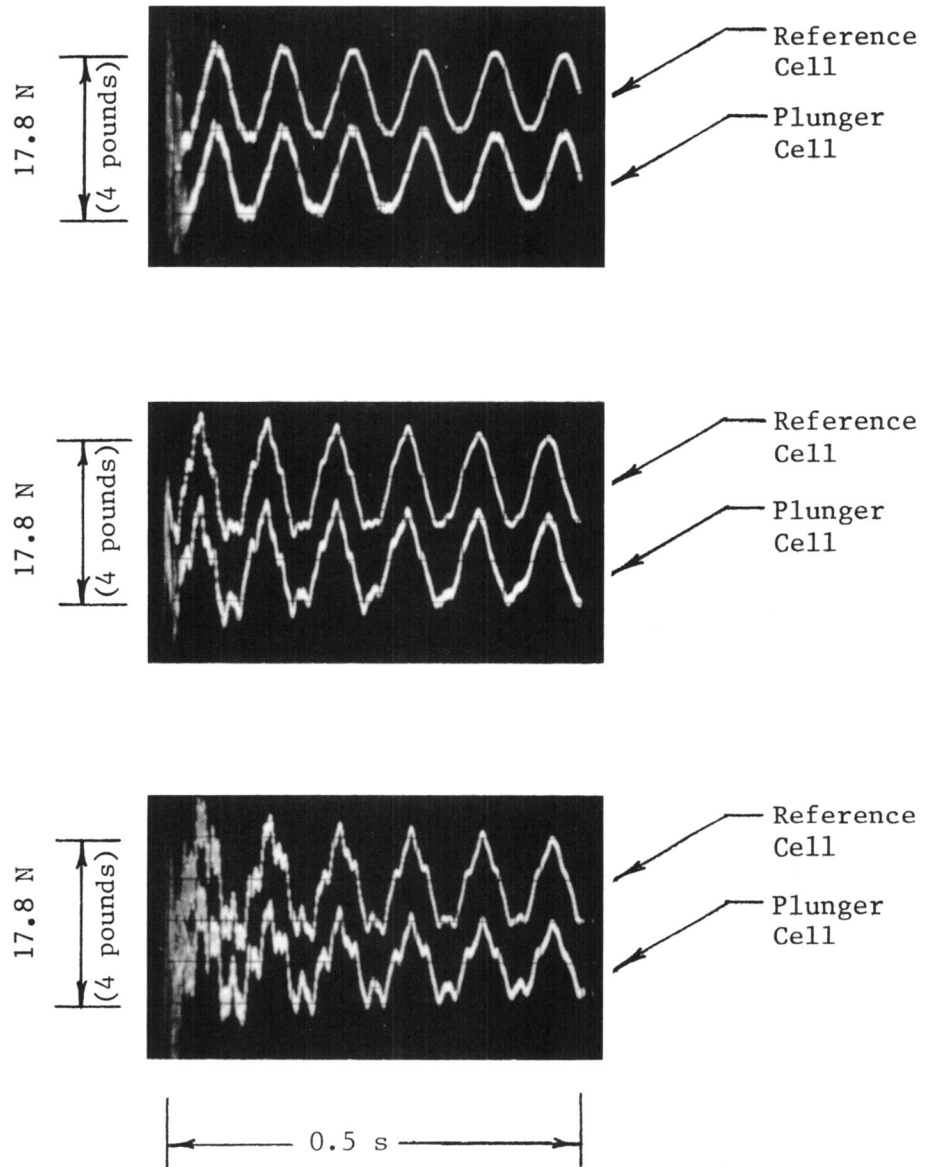 17.8 N
(4 pounds)
Reference
Cell
Plunger
Cell
17.8 N
(4 pounds)
Reference
Cell
Plunger
Cell
17.8 N
(4 pounds)
Reference
Cell
Plunger
Cell
0.5 s